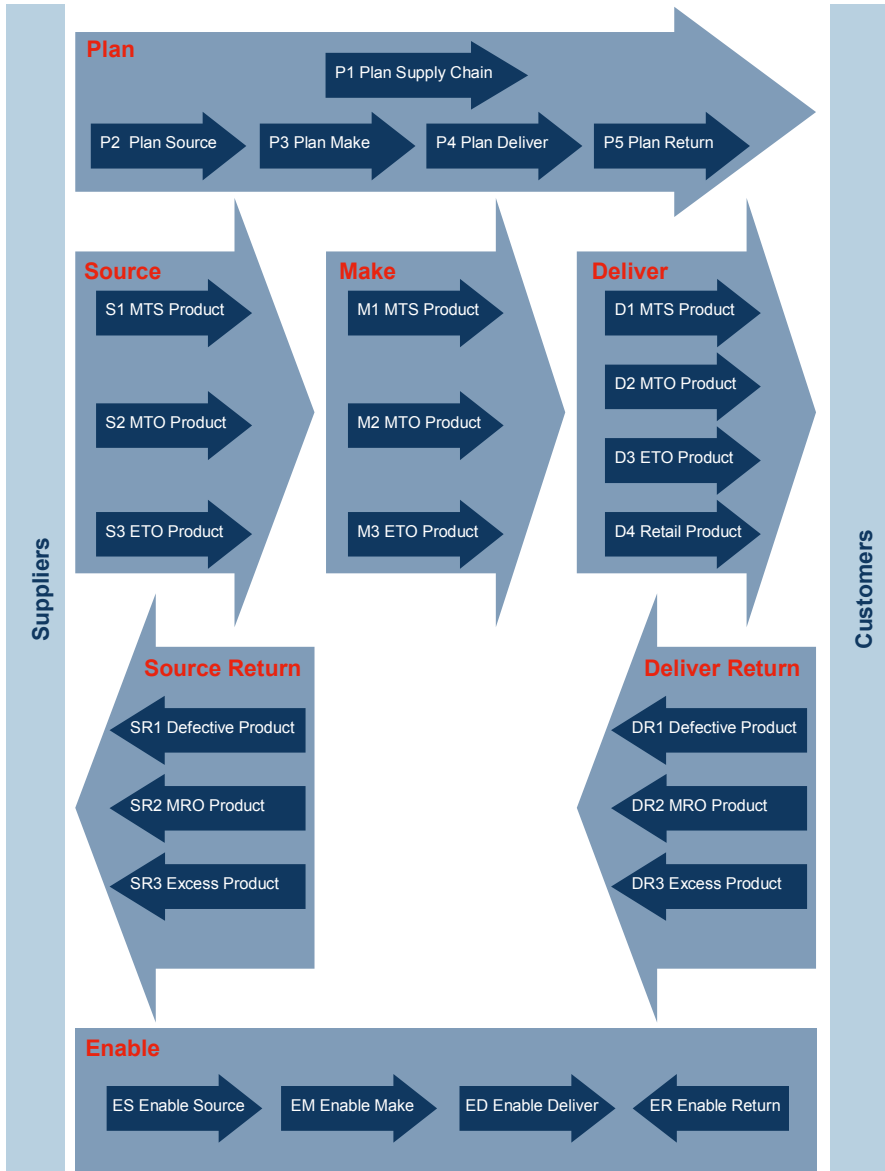 Plan
P1 Plan Supply Chain
P2 Plan Source
P3 Plan Make
P4 Plan Deliver
P5 Plan Return
Source
S1 MTS Product
S2 MTO Product
S3 ETO Product
Make
M1 MTS Product
M2 MTO Product
M3 ETO Product
Deliver
D1 MTS Product
D2 MTO Product
D3 ETO Product
D4 Retail Product
Suppliers
Customers
Source Return
SR1 Defective Product
SR2 MRO Product
SR3 Excess Product
Deliver Return
DR1 Defective Product
DR2 MRO Product
DR3 Excess Product
Enable
ES Enable Source
EM Enable Make
ED Enable Deliver
ER Enable Return